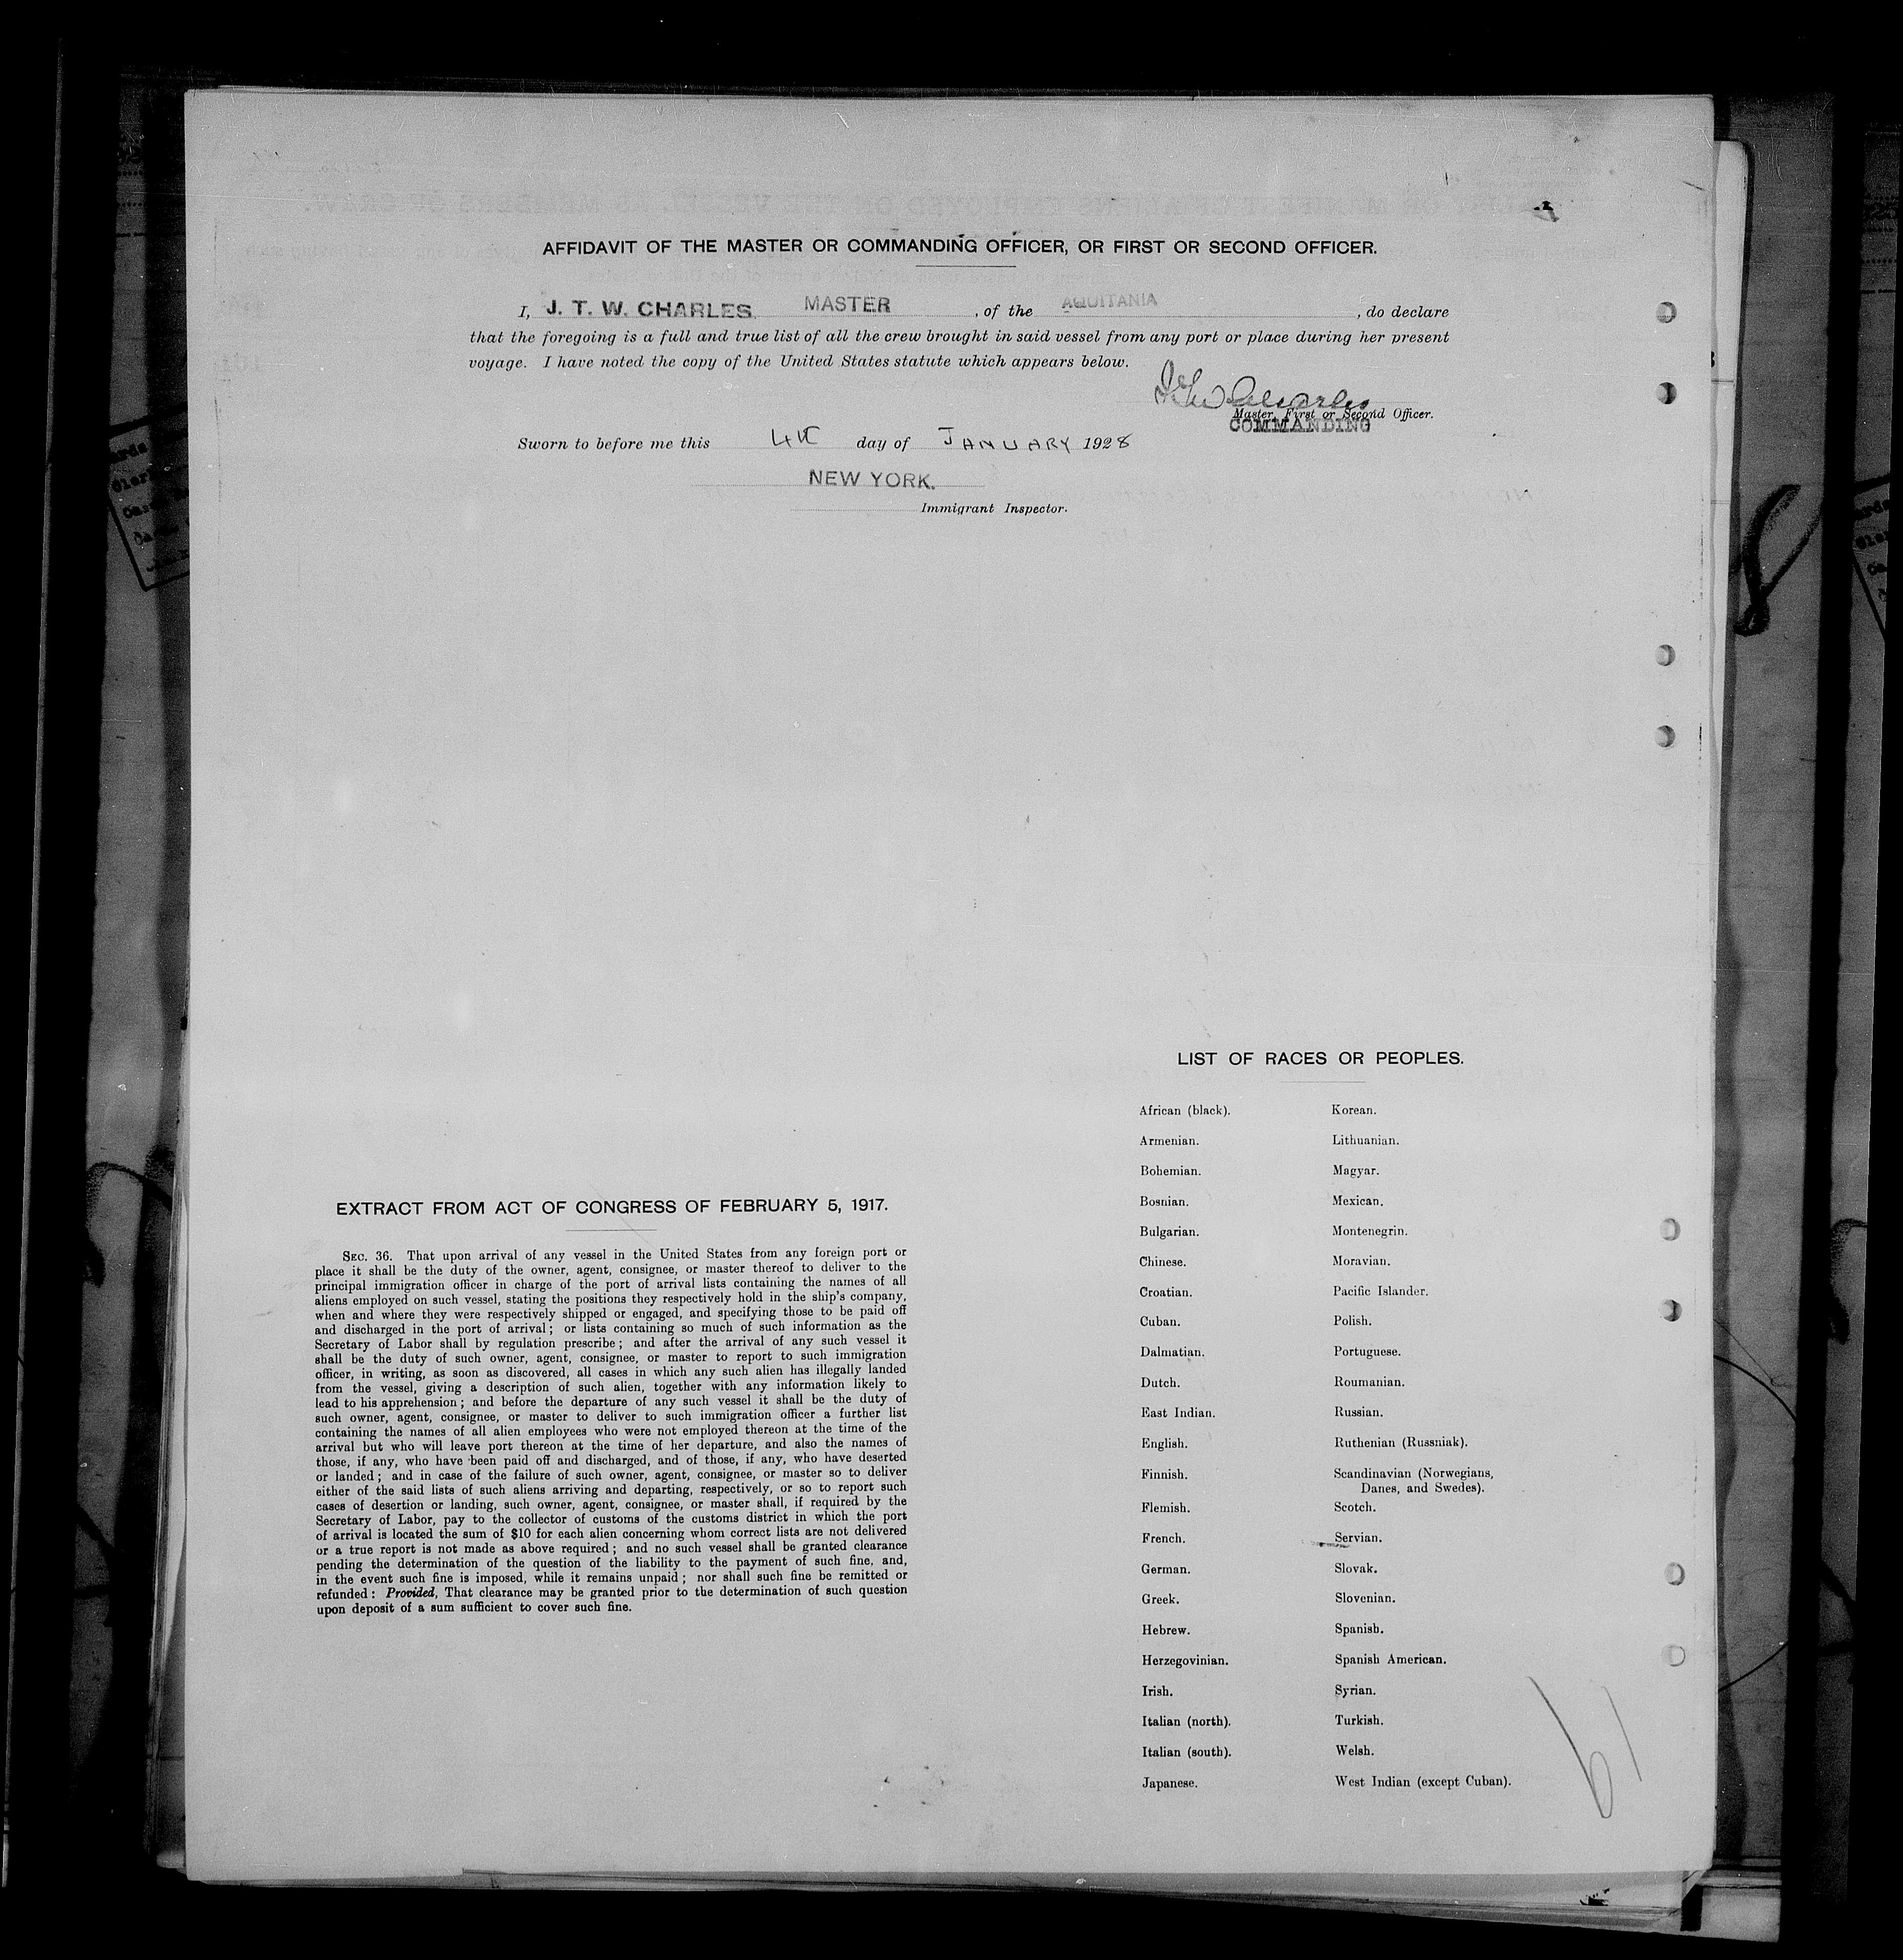 AFFIDAVIT OF THE MASTER OR COMMANDING OFFICER, OR FIRST OR SECOND OFFICER.
I, J. T. W. CHARLES MASTER , of the AQUITANIA , do declare
that the foregoing is a full and true list of all the crew brought in said vessel from any port or place during her present
voyage. I have noted the copy of the United States statute which appears below.
Master, First or Second Officer.
COMMANDING
Sworn to before me this 4th day of JANUARY 1928
NEW YORK.
Immigrant Inspector.
EXTRACT FROM ACT OF CONGRESS OF FEBRUARY 5, 1917.
SEC. 36. That upon arrival of any vessel in the United States from any foreign port or
place it shall be the duty of the owner, agent, consignee, or master thereof to deliver to the
principal immigration officer in charge of the port of arrival lists containing the names of all
aliens employed on such vessel, stating the positions they respectively hold in the ship's company,
when and where they were respectively shipped or engaged, and specifying those to be paid off
and discharged in the port of arrival; or lists containing so much of such information as the
Secretary of Labor shall by regulation prescribe; and after the arrival of any such vessel it
shall be the duty of such owner, agent, consignee, or master to report to such immigration
officer, in writing, as soon as discovered, all cases in which any such alien has illegally landed
from the vessel, giving a description of such alien, together with any information likely to
lead to his apprehension; and before the departure of any such vessel it shall be the duty of
such owner, agent, consignee, or master to deliver to such immigration officer a further list
containing the names of all alien employees who were not employed thereon at the time of the
arrival but who will leave port thereon at the time of her departure, and also the names of
those, if any, who have been paid off and discharged, and of those, if any, who have deserted
or landed; and in case of the failure of such owner, agent, consignee, or master so to deliver
either of the said lists of such aliens arriving and departing, respectively, or so to report such
cases of desertion or landing, such owner, agent, consignee, or master shall, if required by the
Secretary of Labor, pay to the collector of customs of the customs district in which the port
of arrival is located the sum of $10 for each alien concerning whom correct lists are not delivered
or a true report is not made as above required; and no such vessel shall be granted clearance
pending the determination of the question of the liability to the payment of such fine, and,
in the event such fine is imposed, while it remains unpaid; nor shall such fine be remitted or
refunded: Provided, That clearance may be granted prior to the determination of such question
upon deposit of a sum sufficient to cover such fine.
LIST OF RACES OR PEOPLES.
African (black).
Armenian.
Bohemian.
Bosnian.
Bulgarian.
Chinese.
Croatian.
Cuban.
Dalmatian.
Dutch.
East Indian.
English.
Finnish.
Flemish.
French.
German.
Greek.
Hebrew.
Herzegovinian.
Irish.
Italian (north).
Italian (south).
Japanese.
Korean.
Lithuanian.
Magyar.
Mexican.
Montenegrin.
Moravian.
Pacific Islander.
Polish.
Portuguese.
Roumanian.
Russian.
Ruthenian (Russniak).
Scandinavian (Norwegians,
Danes, and Swedes).
Scotch.
Servian.
Slovak.
Slovenian.
Spanish.
Spanish American.
Syrian.
Turkish.
Welsh.
West Indian (except Cuban).